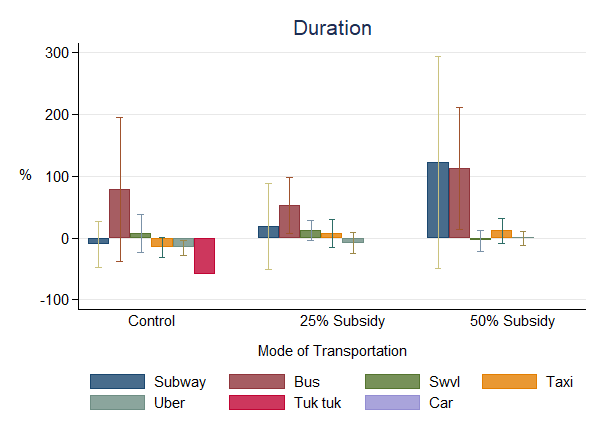 Duration
300
200
100
0
-100
%
Control 25% Subsidy 50% Subsidy
Mode of Transportation
Subway Bus Swvl Taxi
Uber Tuk tuk Car